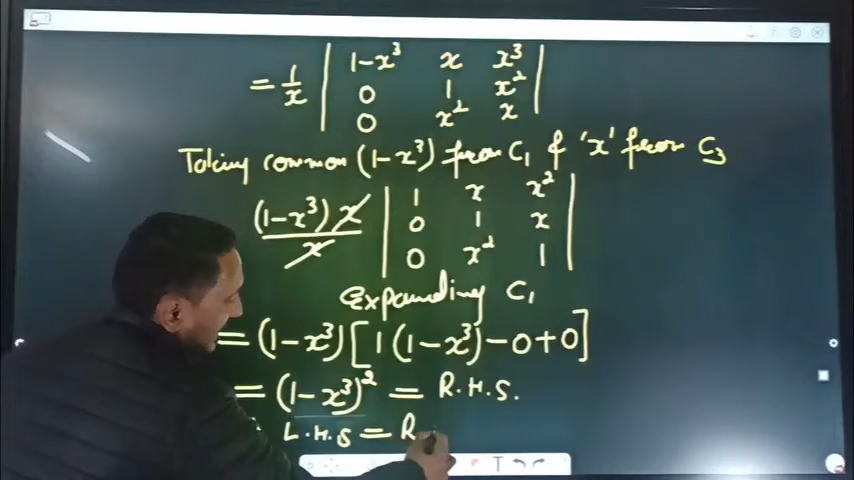 = 1/x | 1-x³ x x³ |
| 0 1 x² |
| 0 x² x |
Taking common (1-x³) from C₁ & 'x' from C₃
(1-x³) x / x | 1 x x² |
| 0 1 x |
| 0 x² 1 |
Expanding C₁
= (1-x³) [1(1-x³) - 0 + 0]
= (1-x³)² = R.H.S.
L.H.S = R